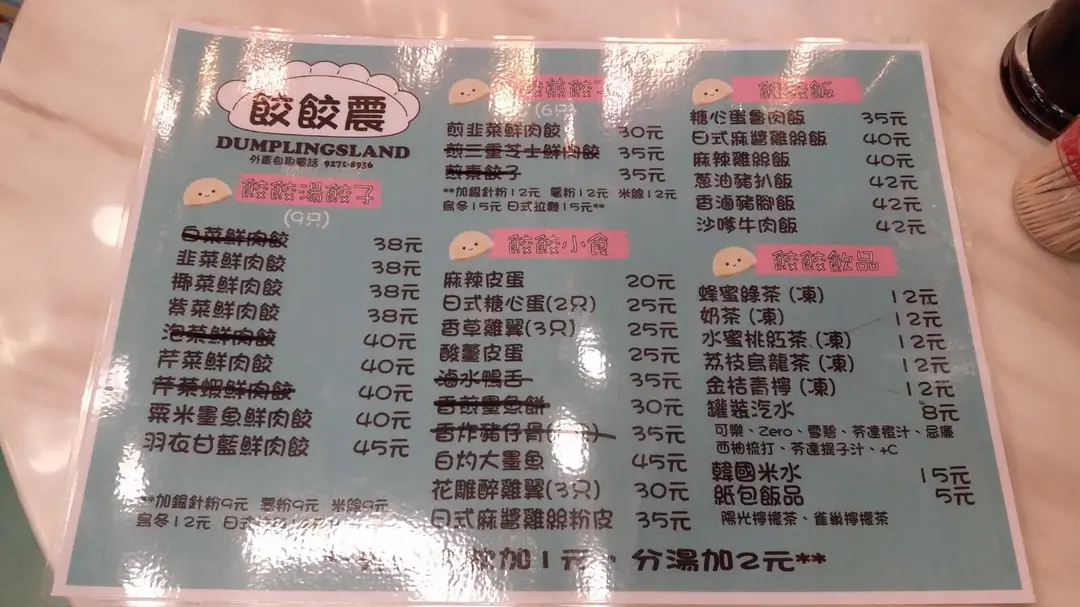 餃餃震
DUMPLINGSLAND
外賣自取電話 9271-8936
餃餃湯餃子
(9只)
白菜鮮肉餃 38元
韭菜鮮肉餃 38元
椰菜鮮肉餃 38元
紫菜鮮肉餃 38元
泡菜鮮肉餃 40元
芹菜鮮肉餃 40元
芹菜蝦鮮肉餃 40元
粟米墨魚鮮肉餃 40元
羽衣甘藍鮮肉餃 45元
**加銀針粉9元 薯粉9元 米線9元
烏冬12元 日式
煎餃子
(6只)
煎韭菜鮮肉餃 30元
煎三重芝士鮮肉餃 35元
煎素餃子 35元
**加銀針粉12元 薯粉12元 米線12元
烏冬15元 日式拉麵15元**
餃餃小食
麻辣皮蛋 20元
日式糖心蛋(2只) 25元
香草雞翼(3只) 25元
酸薑皮蛋 25元
滷水鴨舌 35元
香煎墨魚餅 30元
香炸豬仔骨 35元
白灼大墨魚 45元
花雕醉雞翼(3只) 30元
日式麻醬雞絲粉皮 35元
飯
糖心蛋魯肉飯 35元
日式麻醬雞絲飯 40元
麻辣雞絲飯 40元
蔥油豬扒飯 42元
香滷豬腳飯 42元
沙嗲牛肉飯 42元
餃餃飲品
蜂蜜綠茶 (凍) 12元
奶茶 (凍) 12元
水蜜桃紅茶 (凍) 12元
荔枝烏龍茶 (凍) 12元
金桔青檸 (凍) 12元
罐裝汽水 8元
可樂、Zero、雪碧、芬達橙汁、忌廉
西柚梳打、芬達提子汁、+C
韓國米水 15元
紙包飯品 5元
陽光檸檬茶、雀巢檸檬茶
加1元，分湯加2元**